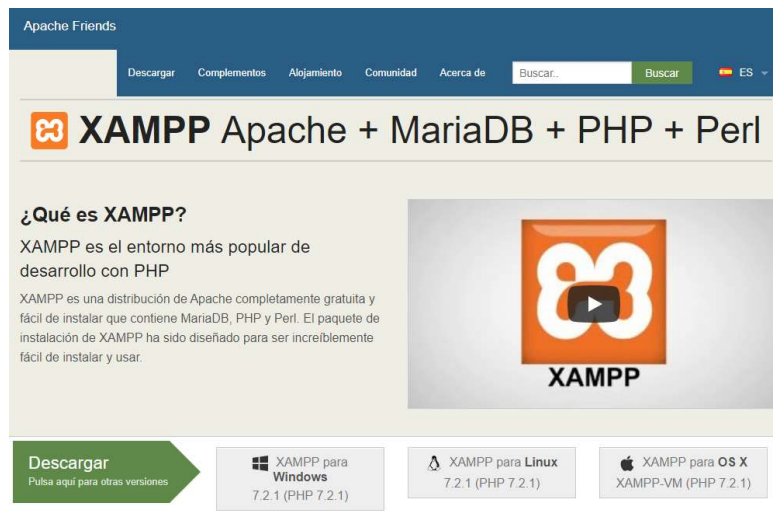 Apache Friends
Descargar Complementos Alojamiento Comunidad Acerca de Buscar.. Buscar ES
XAMPP Apache + MariaDB + PHP + Perl
¿Qué es XAMPP?
XAMPP es el entorno más popular de
desarrollo con PHP
XAMPP es una distribución de Apache completamente gratuita y
fácil de instalar que contiene MariaDB, PHP y Perl. El paquete de
instalación de XAMPP ha sido diseñado para ser increíblemente
fácil de instalar y usar.
XAMPP
Descargar
Pulsa aquí para otras versiones
XAMPP para
Windows
7.2.1 (PHP 7.2.1)
XAMPP para Linux
7.2.1 (PHP 7.2.1)
XAMPP para OS X
XAMPP-VM (PHP 7.2.1)